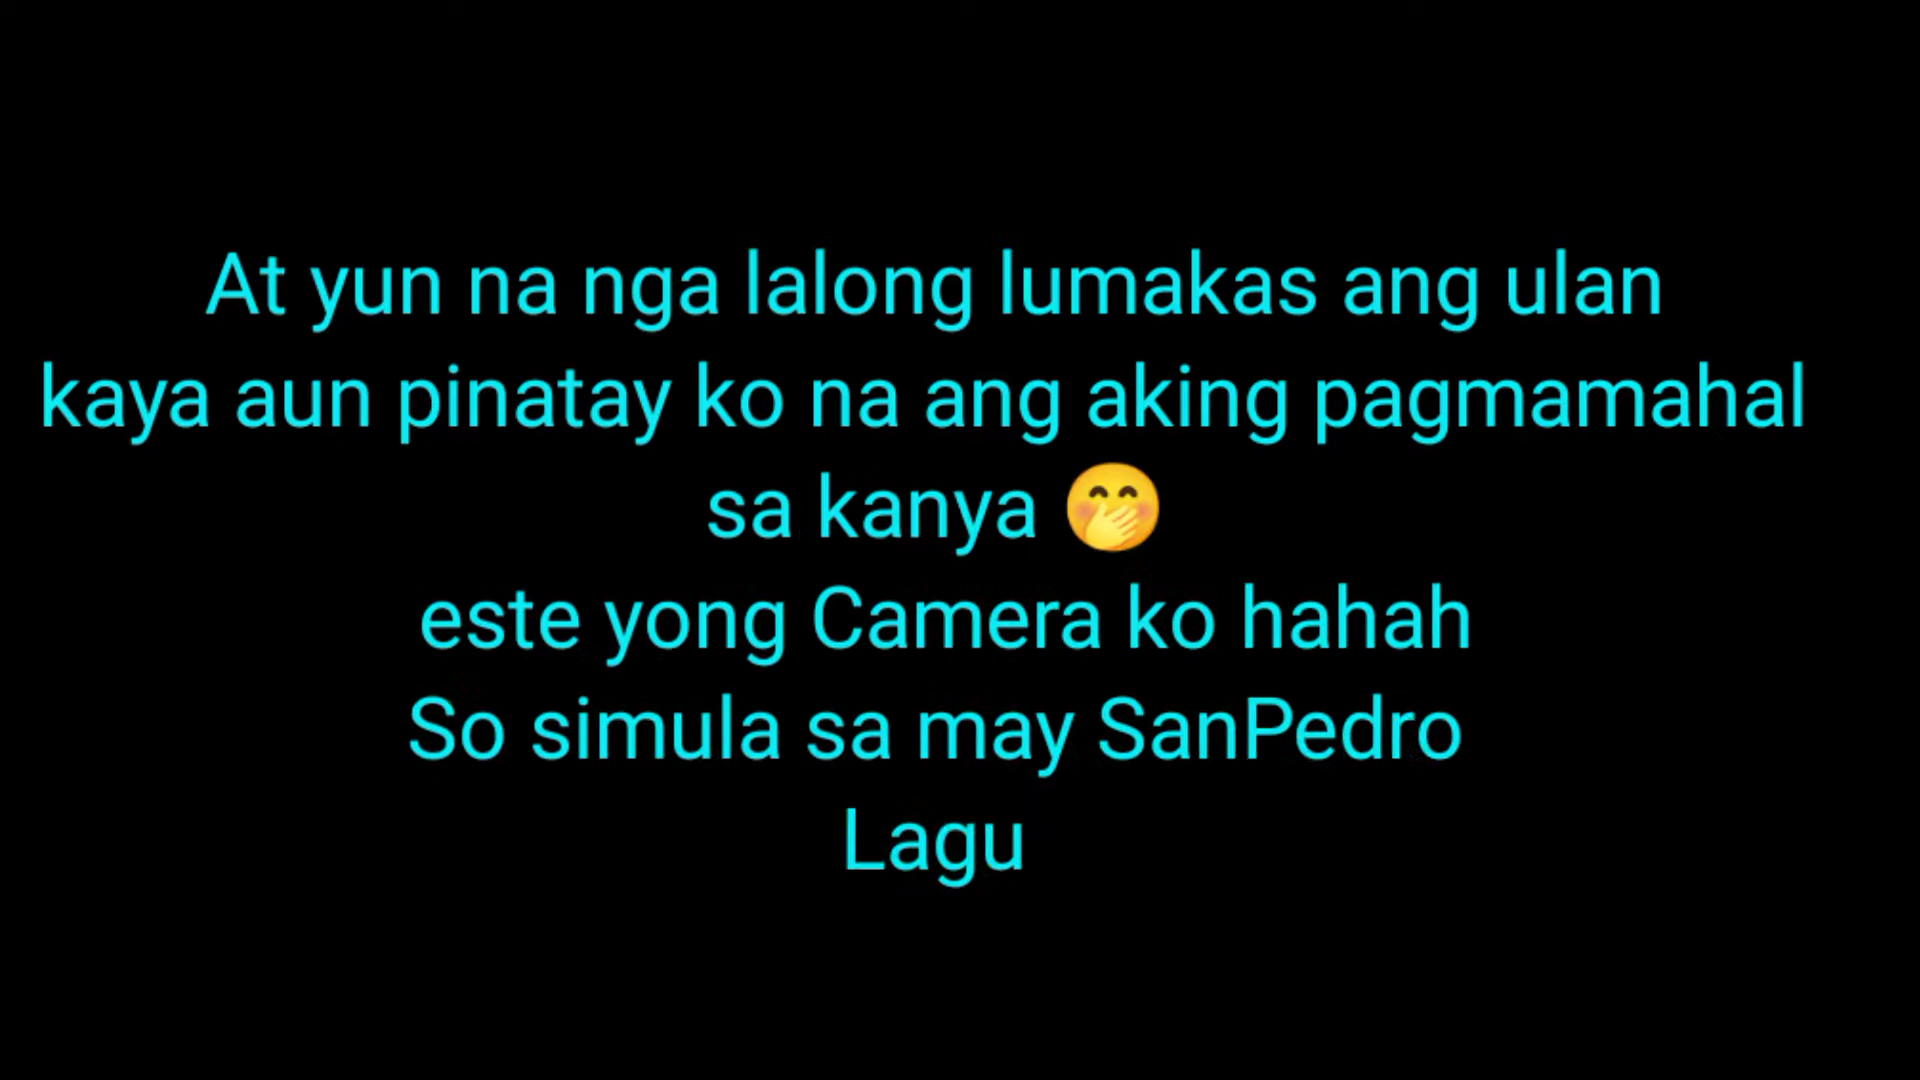 At yun na nga lalong lumakas ang ulan
kaya aun pinatay ko na ang aking pagmamahal
sa kanya 🤭
este yong Camera ko hahah
So simula sa may SanPedro
Lagu